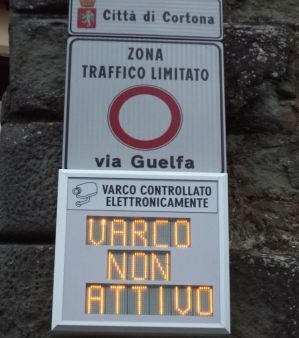 Città di Cortona
ZONA
TRAFFICO LIMITATO
via Guelfa
VARCO CONTROLLATO
ELETTRONICAMENTE
VARCO
NON
ATTIVO